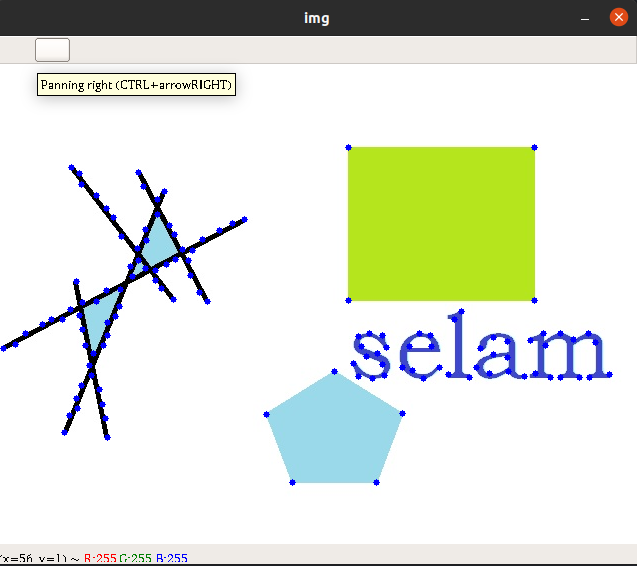 img
Panning right (CTRL+arrowRIGHT)
selam
(x=56, y=1) ~ R:255 G:255 B:255